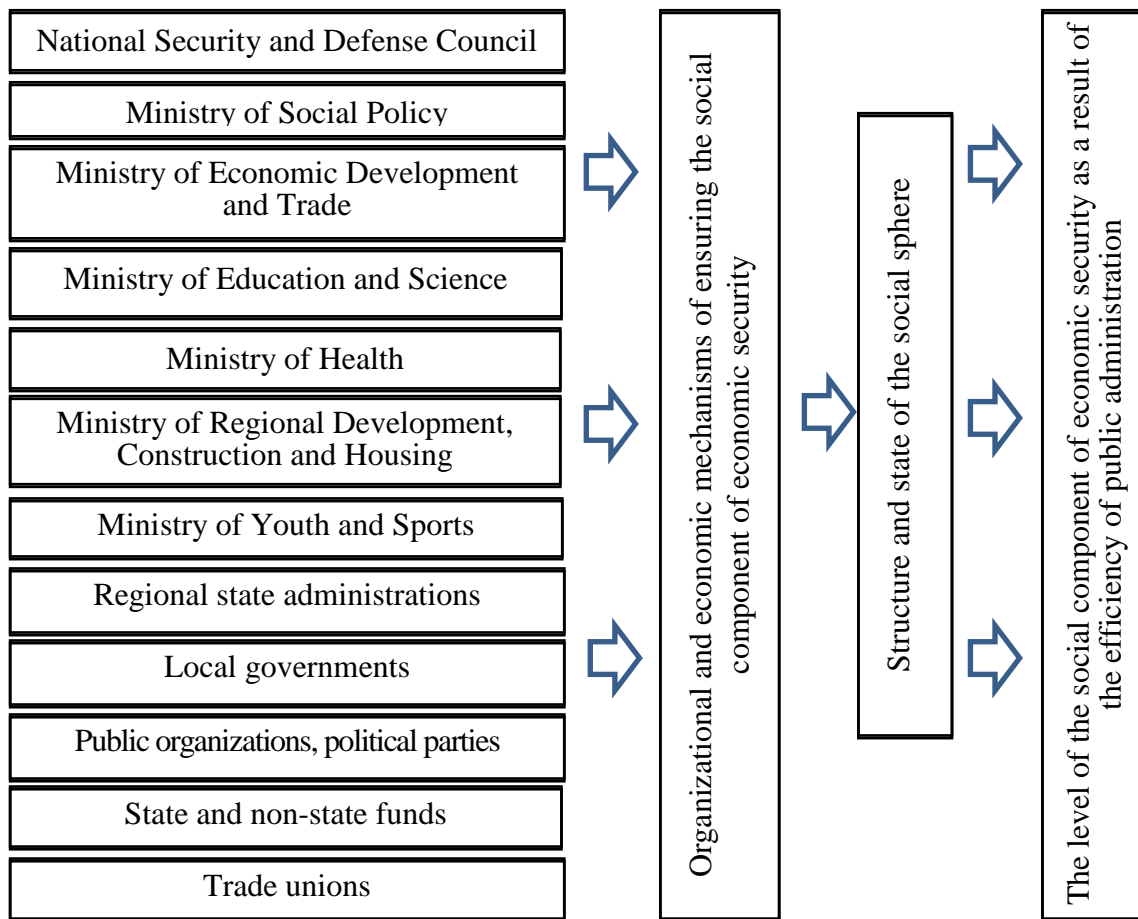 National Security and Defense Council
Ministry of Social Policy
Ministry of Economic Development
and Trade
Ministry of Education and Science
Ministry of Health
Ministry of Regional Development,
Construction and Housing
Ministry of Youth and Sports
Regional state administrations
Local governments
Public organizations, political parties
State and non-state funds
Trade unions
Organizational and economic mechanisms of ensuring the social
component of economic security
Structure and state of the social sphere
The level of the social component of economic security as a result of
the efficiency of public administration